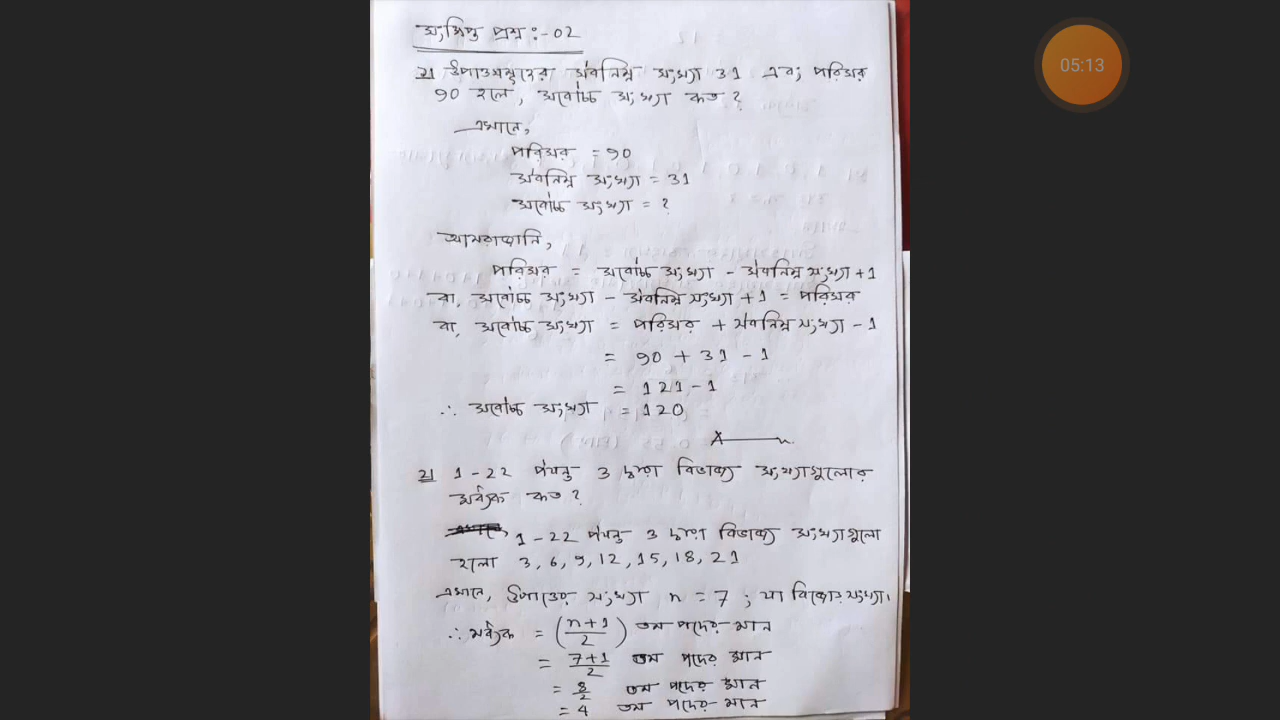 সংক্ষিপ্ত প্রশ্ন :- 02
২। উপাত্তসমূহের সর্বনিম্ন সংখ্যা 31 এবং পরিসর
90 হলে, সর্বোচ্চ সংখ্যা কত ?
এখানে,
পরিসর = 90
সর্বনিম্ন সংখ্যা = 31
সর্বোচ্চ সংখ্যা = ?
আমরা জানি,
পরিসর = সর্বোচ্চ সংখ্যা - সর্বনিম্ন সংখ্যা + 1
বা, সর্বোচ্চ সংখ্যা - সর্বনিম্ন সংখ্যা + 1 = পরিসর
বা, সর্বোচ্চ সংখ্যা = পরিসর + সর্বনিম্ন সংখ্যা - 1
= 90 + 31 - 1
= 121 - 1
∴ সর্বোচ্চ সংখ্যা = 120
২। 1 - 22 পর্যন্ত 3 দ্বারা বিভাজ্য সংখ্যাগুলোর
মধ্যক কত ?
1 - 22 পর্যন্ত 3 দ্বারা বিভাজ্য সংখ্যাগুলো
হলো 3, 6, 9, 12, 15, 18, 21
এখানে, উপাত্তের সংখ্যা n = 7 ; যা বিজোড় সংখ্যা।
∴ মধ্যক = (n+1/2) তম পদের মান
= 7+1/2 তম পদের মান
= 8/2 তম পদের মান
= 4 তম পদের মান
05:13